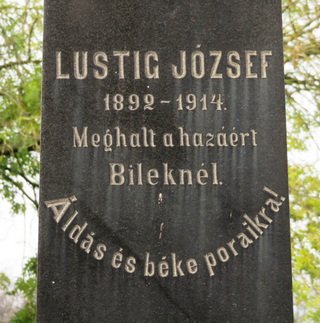 LUSTIG JÓZSEF
1892-1914.
Meghalt a hazáért
Bileknél.
Áldás és béke poraikra!